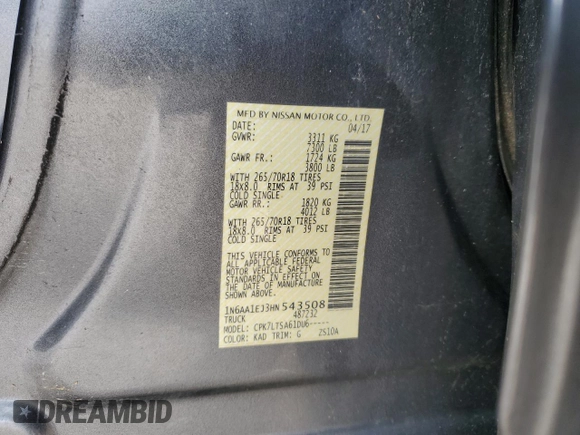 MFD BY NISSAN MOTOR CO., LTD.
DATE: 04/17
GVWR: 3311 KG
7300 LB
GAWR FR.: 1724 KG
3800 LB
WITH 265/70R18 TIRES
18x8.0 RIMS AT 39 PSI
COLD SINGLE
GAWR RR.: 1820 KG
4012 LB
WITH 265/70R18 TIRES
18x8.0 RIMS AT 39 PSI
COLD SINGLE
THIS VEHICLE CONFORMS TO
ALL APPLICABLE FEDERAL
MOTOR VEHICLE SAFETY
STANDARDS IN EFFECT ON
THE DATE OF MANUFACTURE
SHOWN ABOVE
1N6AA1EJ3HN 543508
TRUCK 487232
MODEL: CPK7LTSA61DU6-----
COLOR: KAD TRIM: G 2S10A
DREAMBID